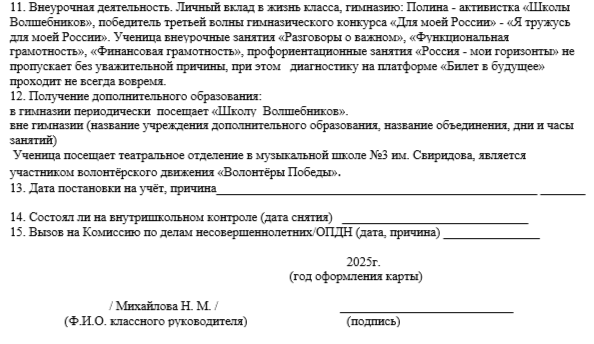 11. Внеурочная деятельность. Личный вклад в жизнь класса, гимназию: Полина - активистка «Школы
Волшебников», победитель третьей волны гимназического конкурса «Для моей России» - «Я тружусь
для моей России». Ученица внеурочные занятия «Разговоры о важном», «Функциональная
грамотность», «Финансовая грамотность», профориентационные занятия «Россия - мои горизонты» не
пропускает без уважительной причины, при этом диагностику на платформе «Билет в будущее»
проходит не всегда вовремя.
12. Получение дополнительного образования:
в гимназии периодически посещает «Школу Волшебников».
вне гимназии (название учреждения дополнительного образования, название объединения, дни и часы
занятий)
Ученица посещает театральное отделение в музыкальной школе №3 им. Свиридова, является
участником волонтёрского движения «Волонтёры Победы».
13. Дата постановки на учёт, причина_______________________________________________ _______
14. Состоял ли на внутришкольном контроле (дата снятия) ___________________________
15. Вызов на Комиссию по делам несовершеннолетних/ОПДН (дата, причина) ______________
2025г.
(год оформления карты)
/ Михайлова Н. М. / _________________________
(Ф.И.О. классного руководителя) (подпись)